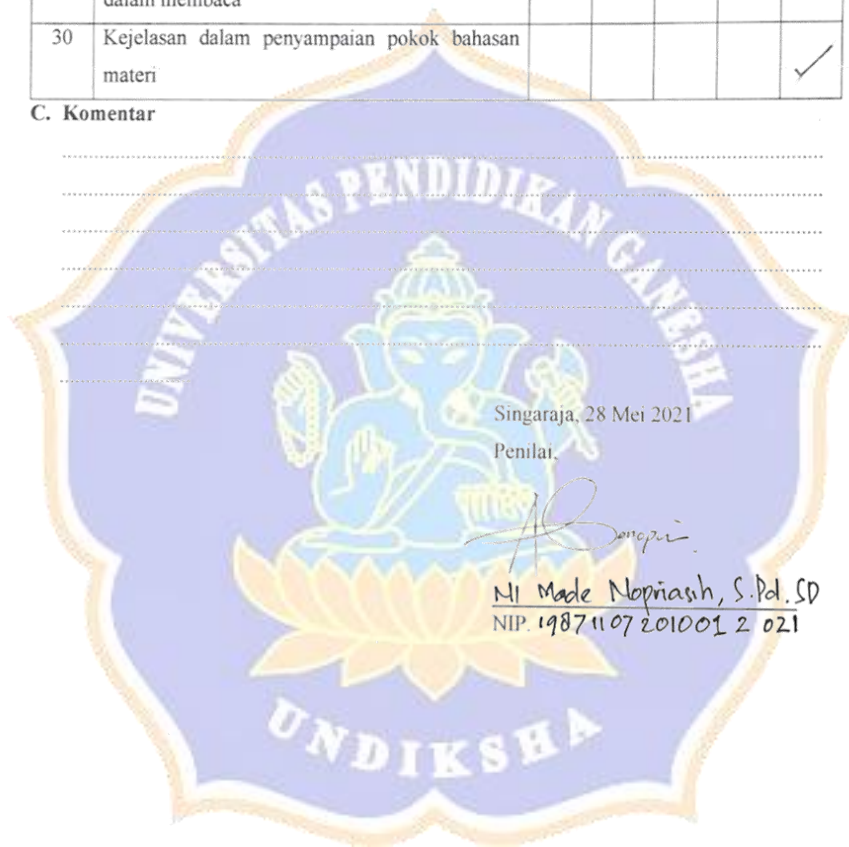 dalam membaca
30 Kejelasan dalam penyampaian pokok bahasan
materi ✓
C. Komentar
UNIVERSITAS PENDIDIKAN GANESHA
Singaraja, 28 Mei 2021
Penilai,
NI Made Nopriasih, S.Pd.SD
NIP. 19871107 201001 2 021
UNDIKSHA